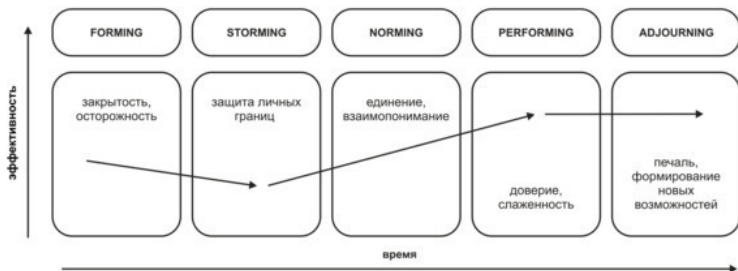 FORMING
STORMING
NORMING
PERFORMING
ADJOURNING
эффективность
закрытость,
осторожность
защита личных
границ
единение,
взаимопонимание
доверие,
слаженность
печаль,
формирование
новых
возможностей
время